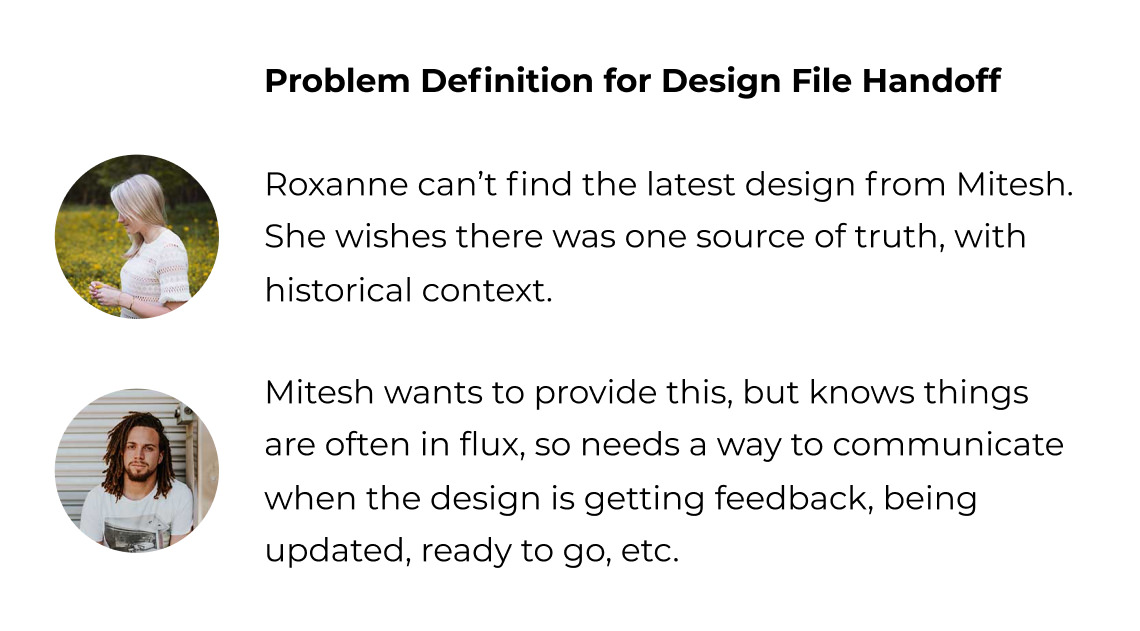 Problem Definition for Design File Handoff
Roxanne can’t find the latest design from Mitesh.
She wishes there was one source of truth, with
historical context.
Mitesh wants to provide this, but knows things
are often in flux, so needs a way to communicate
when the design is getting feedback, being
updated, ready to go, etc.